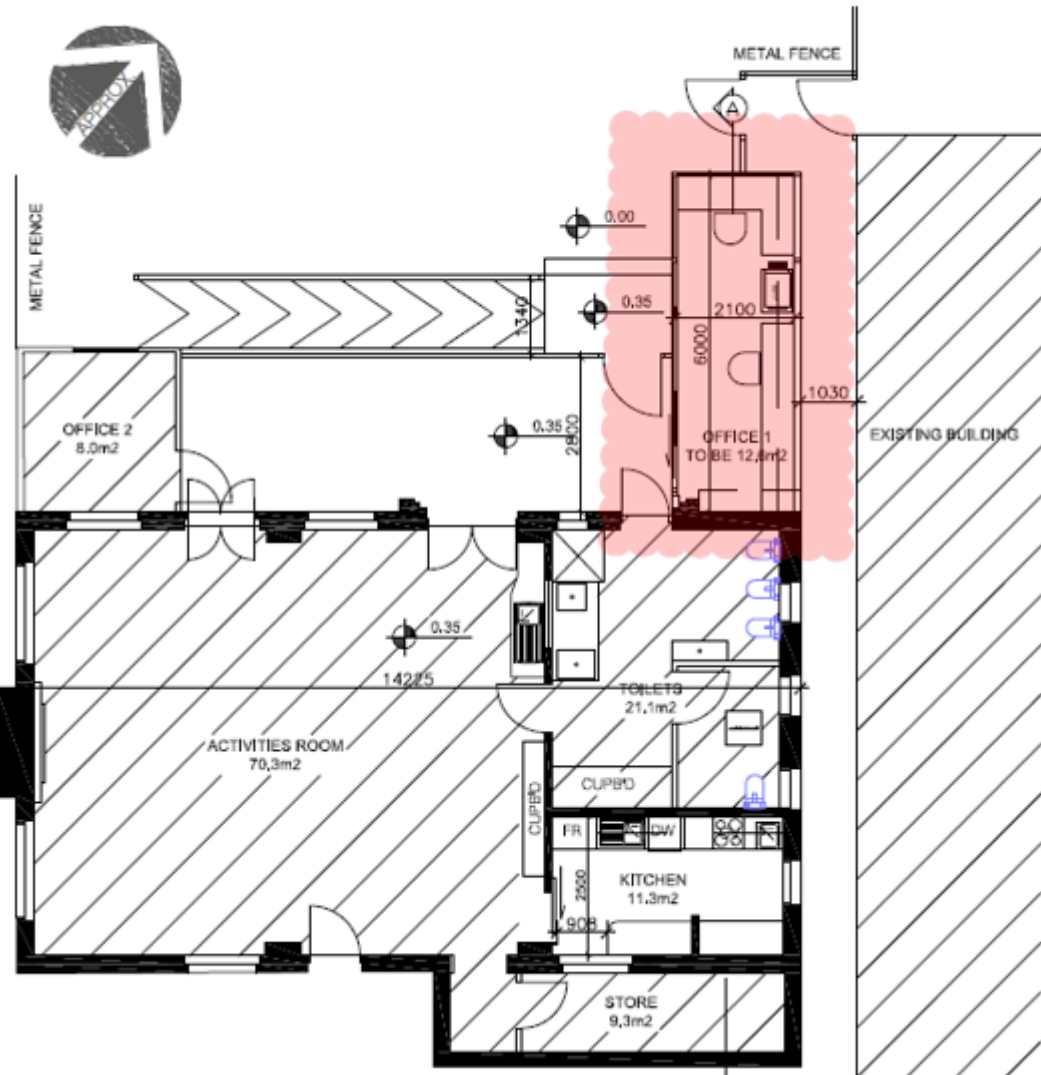 METAL FENCE
APPROX
A
METAL FENCE
0.00
0.35
1340
2100
6000
1030
OFFICE 2
8.0m2
0.35
2800
OFFICE 1
TO BE 12,6m2
EXISTING BUILDING
0.35
14225
TOILETS
21.1m2
ACTIVITIES ROOM
70,3m2
CUPB'D
CUPB'D
FR
DW
KITCHEN
11.3m2
2500
908
STORE
9,3m2